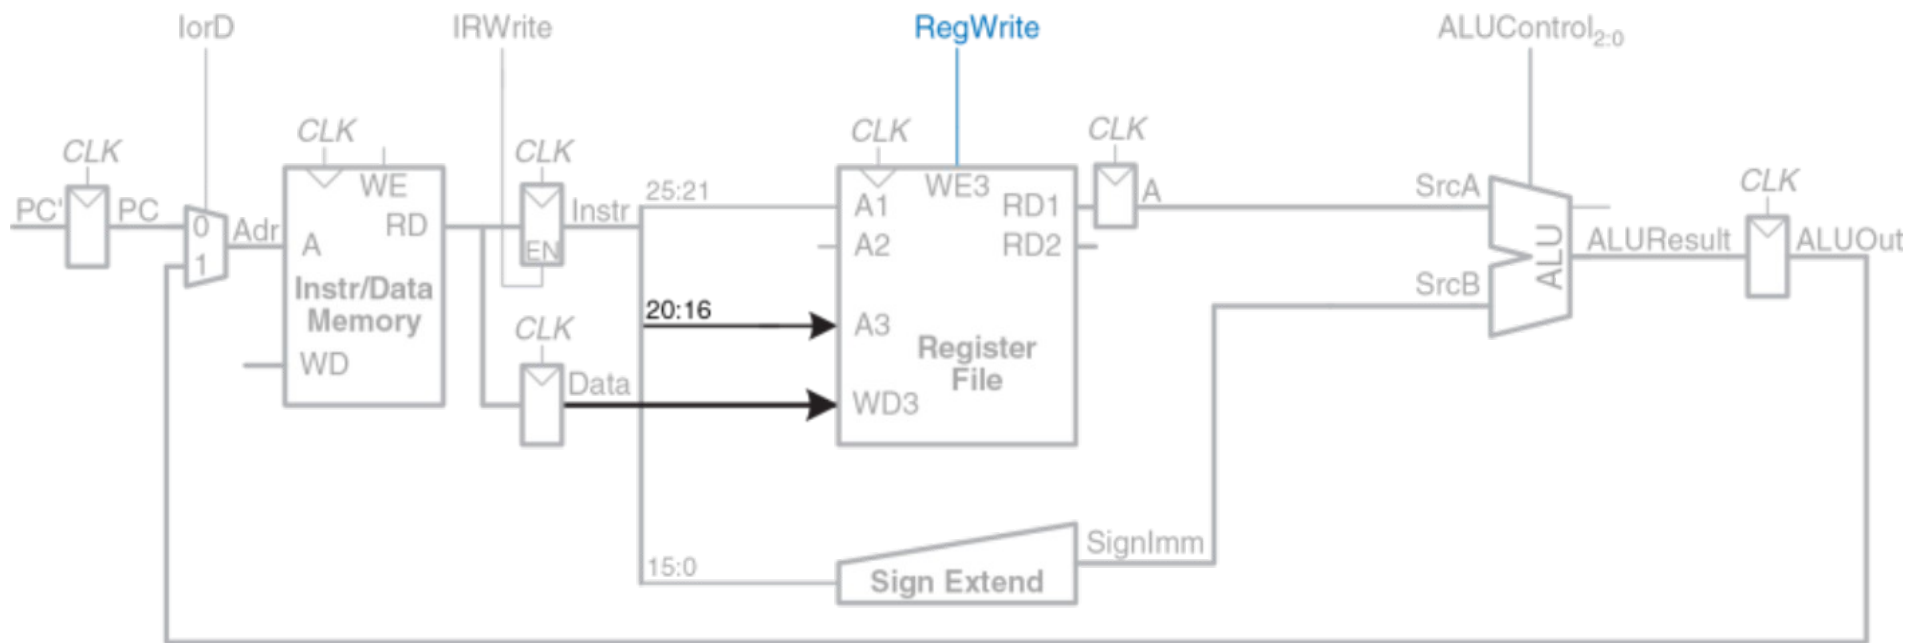 IorD
IRWrite
RegWrite
ALUControl2:0
CLK
CLK
CLK
CLK
CLK
CLK
CLK
PC'
PC
0
1
Adr
WE
A
RD
Instr/Data
Memory
WD
EN
Instr
Data
25:21
20:16
15:0
WE3
A1
A2
A3
WD3
RD1
RD2
Register
File
A
SrcA
SrcB
ALU
ALUResult
ALUOut
SignImm
Sign Extend